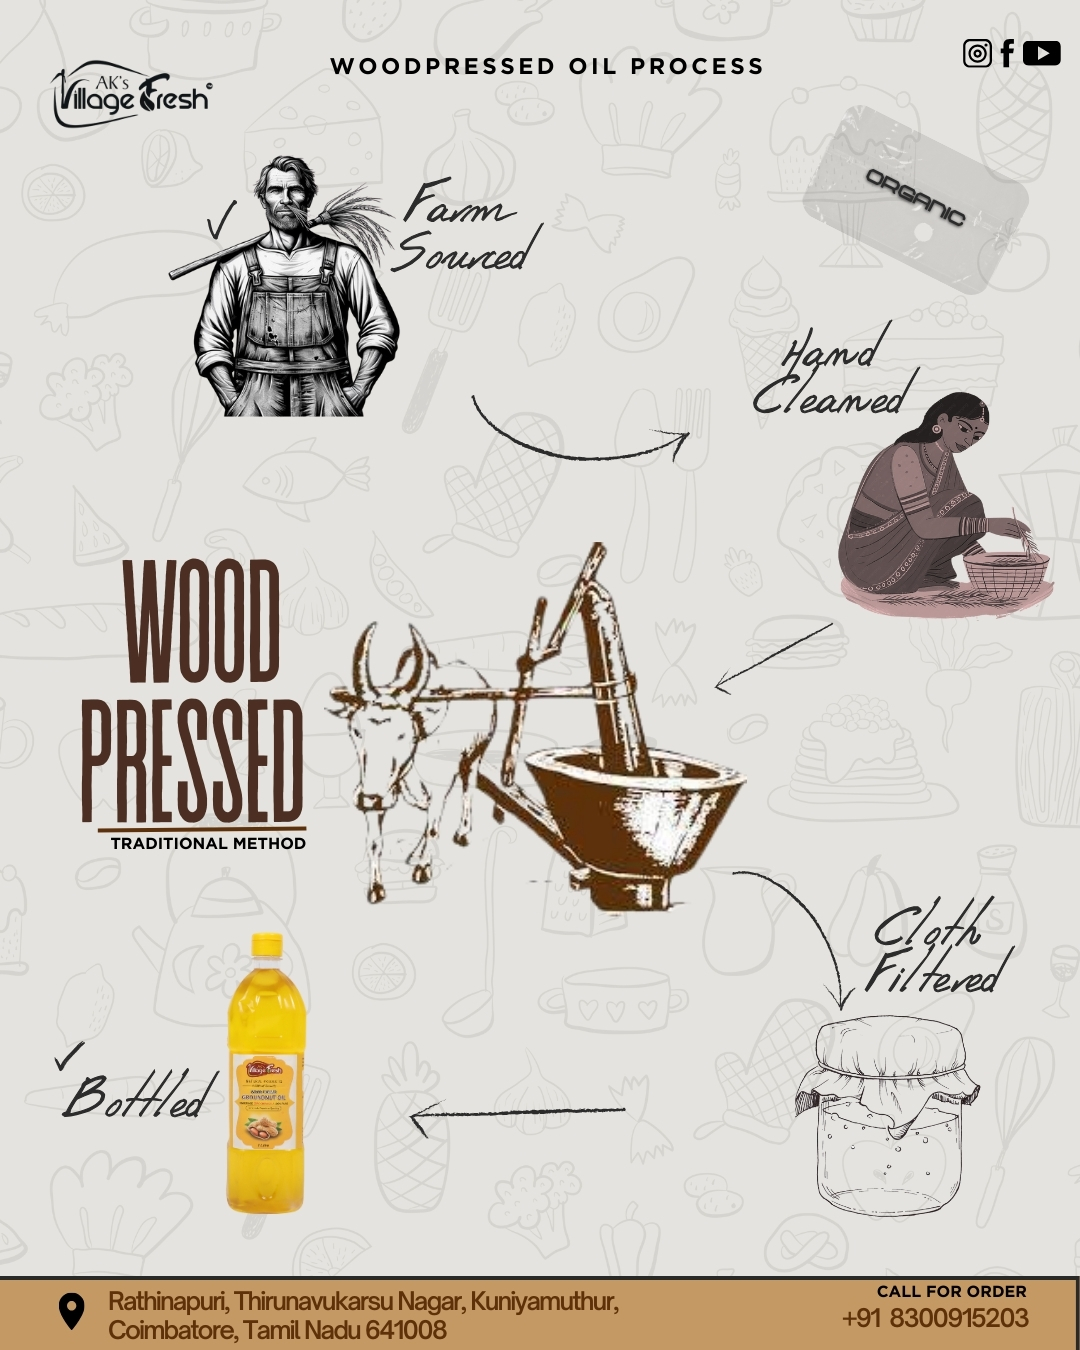 WOODPRESSED OIL PROCESS
AK's
Village Fresh
ORGANIC
Farm
Sourced
Hand
Cleaned
WOOD
PRESSED
TRADITIONAL METHOD
Cloth
Filtered
Bottled
Village Fresh
GROUNDNUT OIL
Rathinapuri, Thirunavukarsu Nagar, Kuniyamuthur,
Coimbatore, Tamil Nadu 641008
CALL FOR ORDER
+91 8300915203